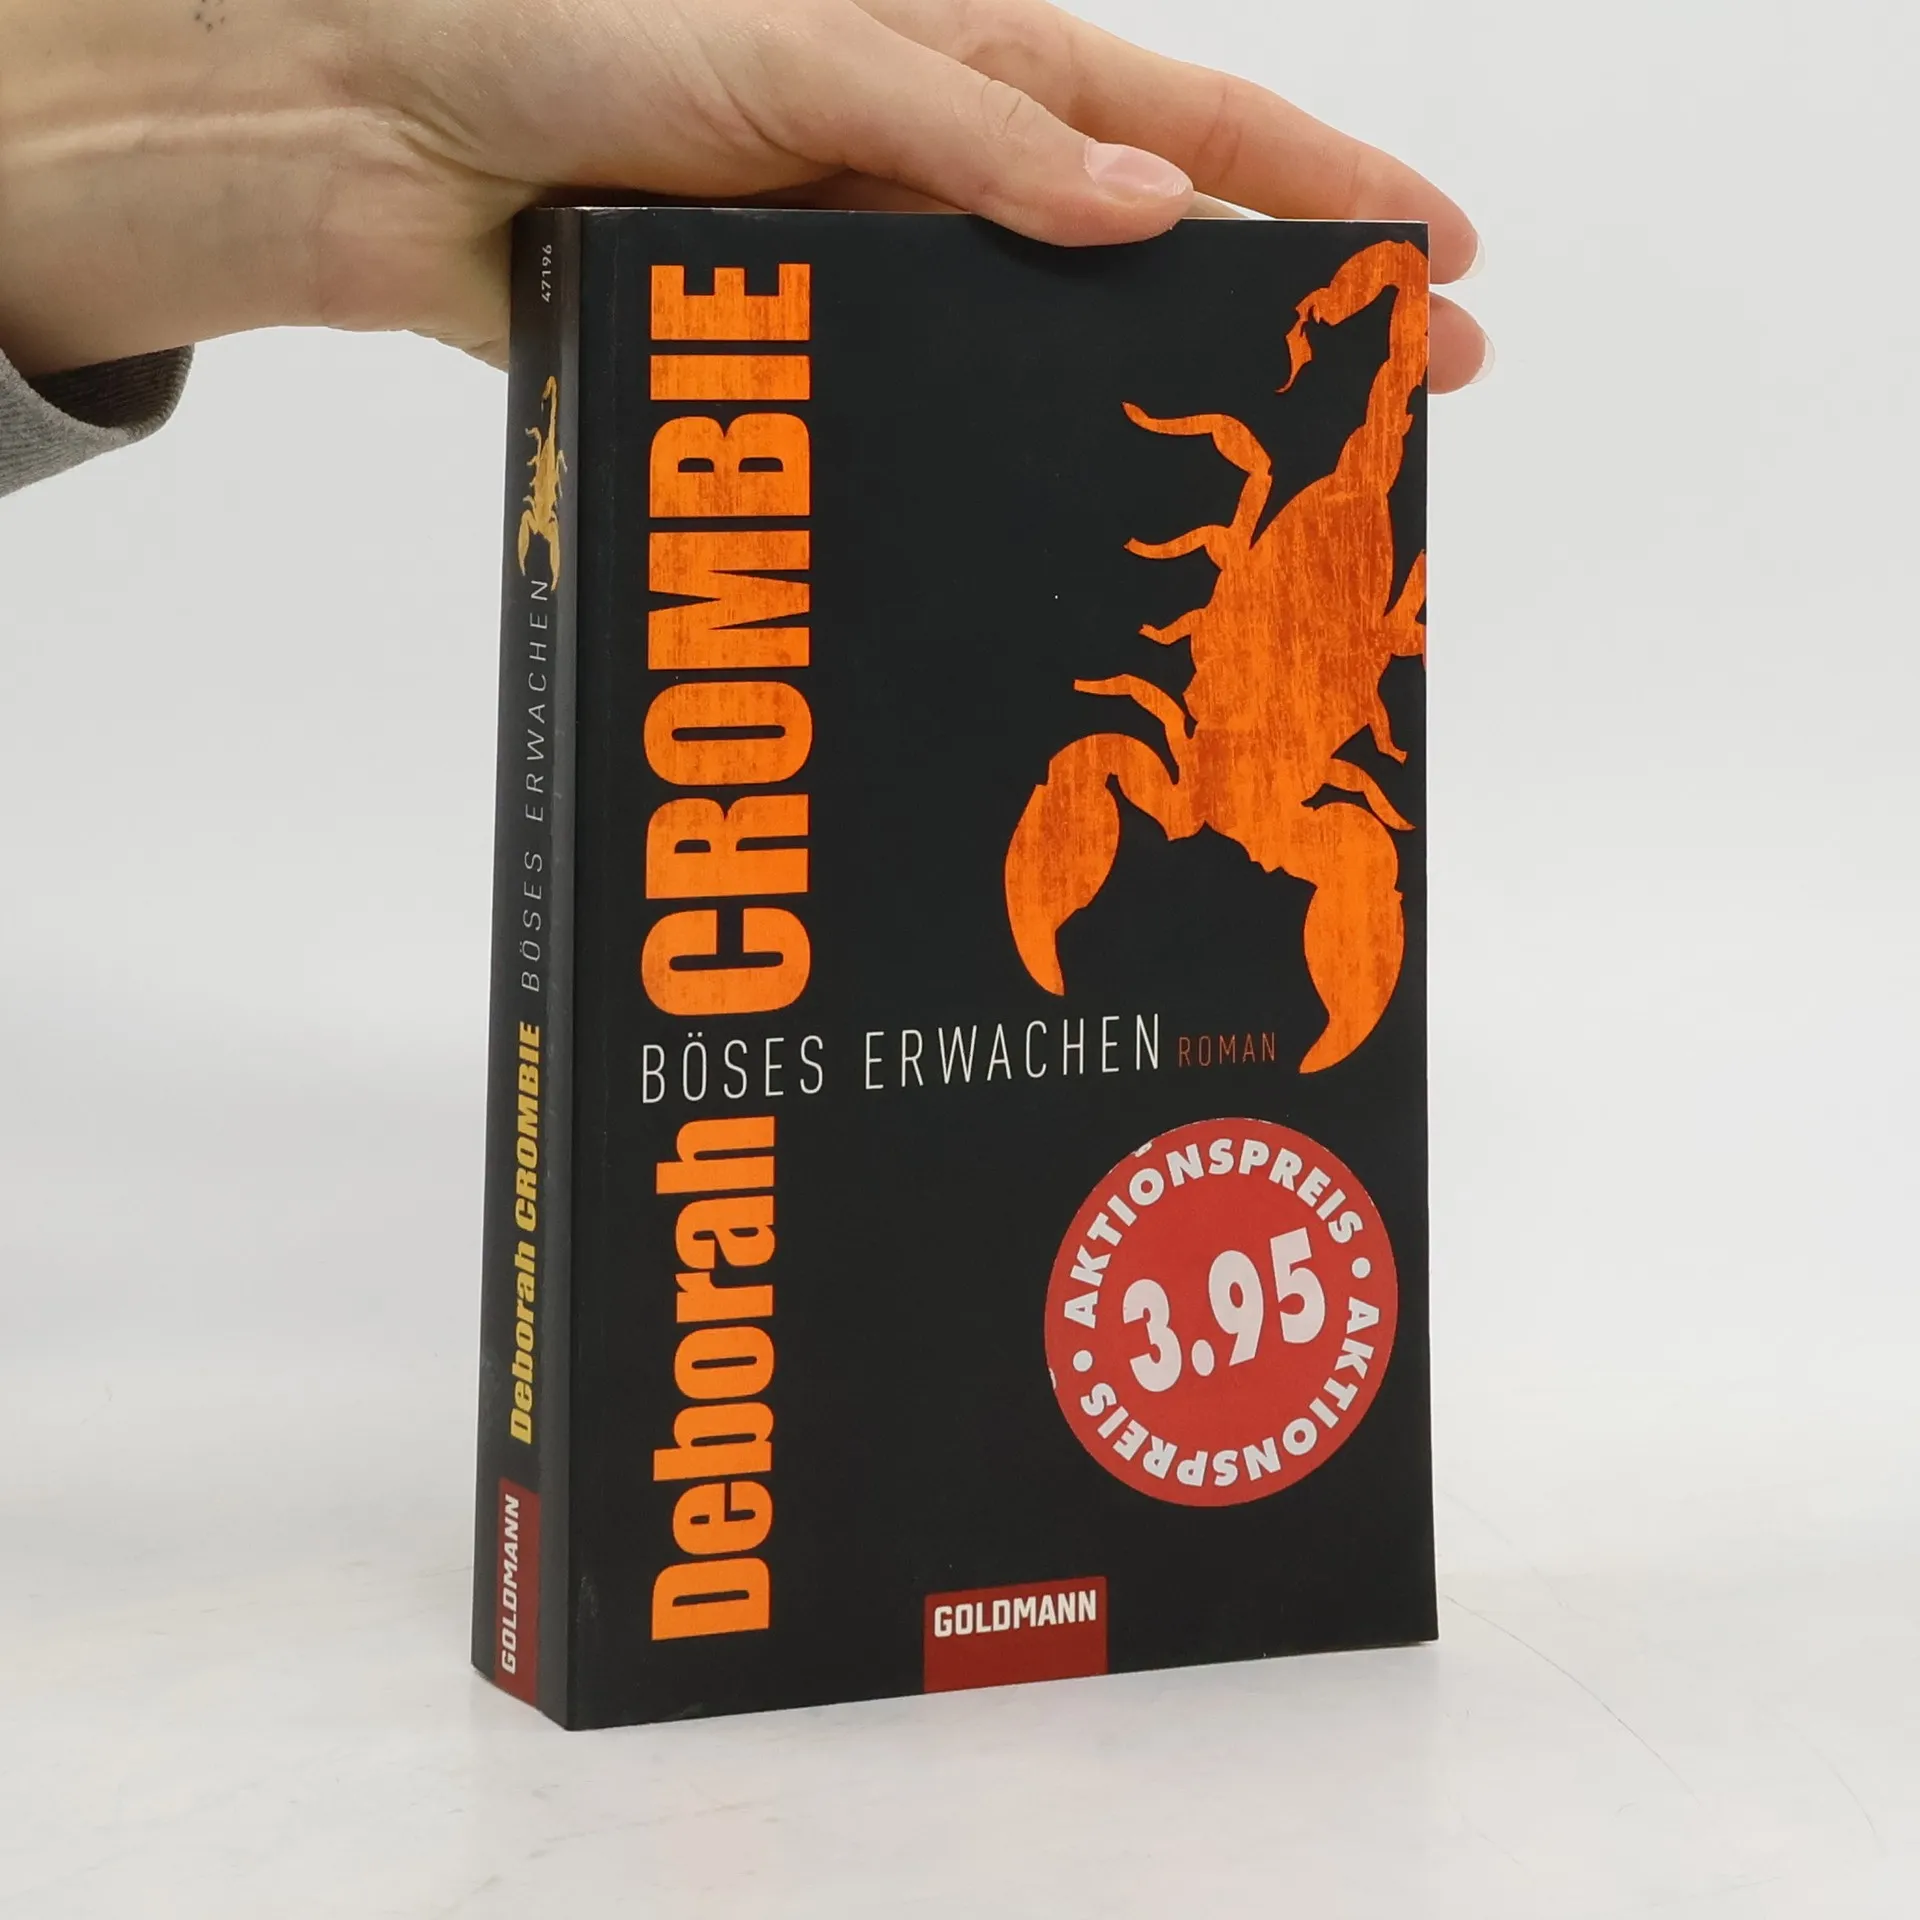 47196
Deborah CROMBIE BÖSES ERWACHEN
GOLDMANN
Deborah CROMBIE
BÖSES ERWACHEN ROMAN
AKTIONSPREIS • AKTIONSPREIS •
3.95
GOLDMANN